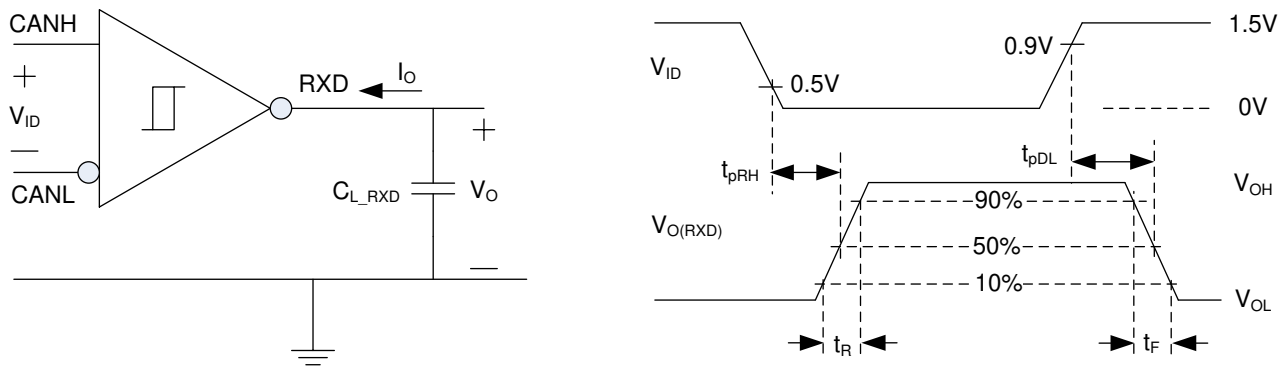 CANH
+
V_ID
—
CANL
RXD
I_O
+
C_L_RXD
V_O
—
V_ID
0.5V
0.9V
1.5V
0V
t_pRH
t_pDL
V_O(RXD)
90%
50%
10%
V_OH
V_OL
t_R
t_F